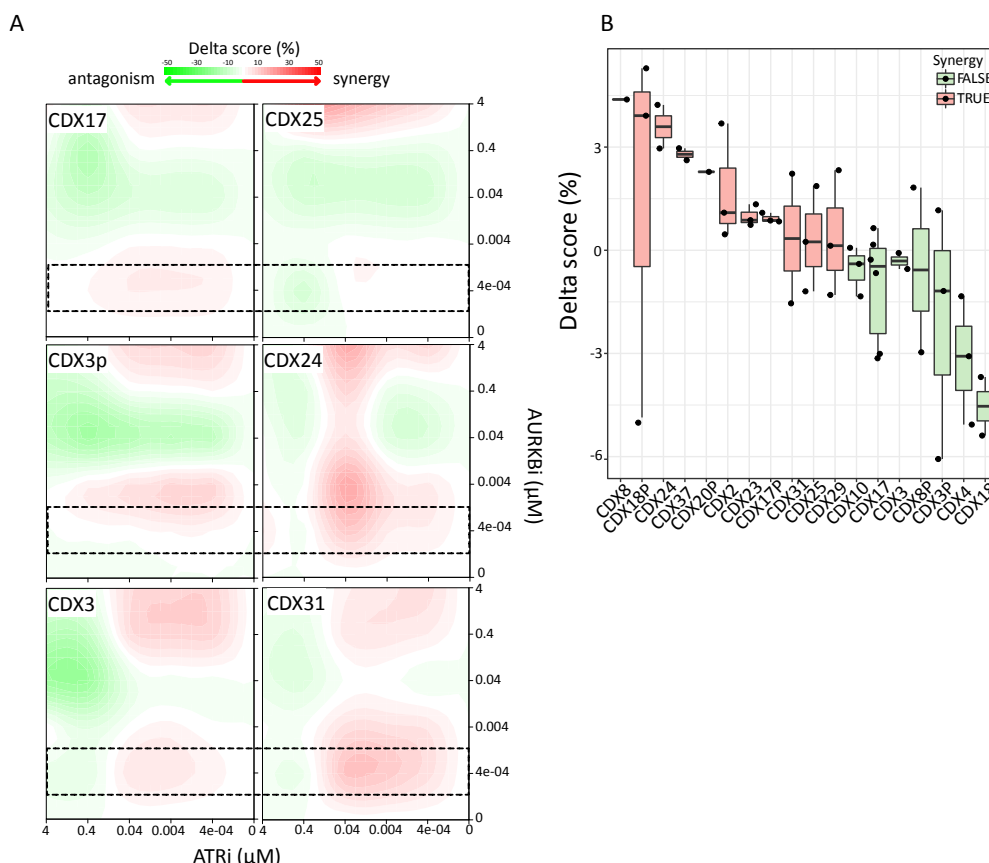 A
Delta score (%)
-50 -30 -10 10 30 50
antagonism synergy
CDX17
CDX25
4
0.4
0.04
0.004
4e-04
0
CDX3p
CDX24
4
0.4
0.04
0.004
4e-04
0
AURKBi (μM)
CDX3
CDX31
4
0.4
0.04
0.004
4e-04
0
4 0.4 0.04 0.004 4e-04 0 4 0.4 0.04 0.004 4e-04 0
ATRi (μM)
B
Synergy
FALSE
TRUE
Delta score (%)
3
0
-3
-6
CDX8
CDX18P
CDX24
CDX37
CDX20P
CDX2
CDX23
CDX17P
CDX31
CDX25
CDX29
CDX10
CDX17
CDX3
CDX8P
CDX3P
CDX4
CDX18